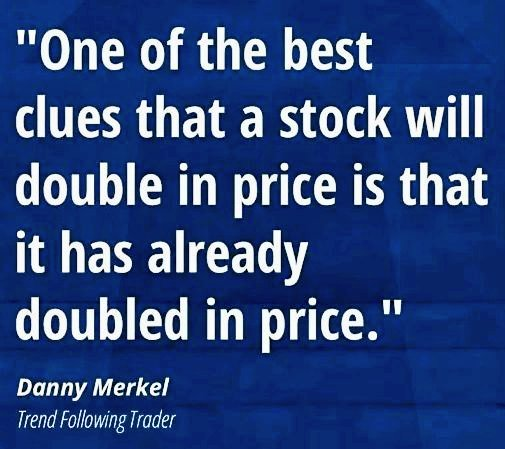 "One of the best
clues that a stock will
double in price is that
it has already
doubled in price."
Danny Merkel
Trend Following Trader